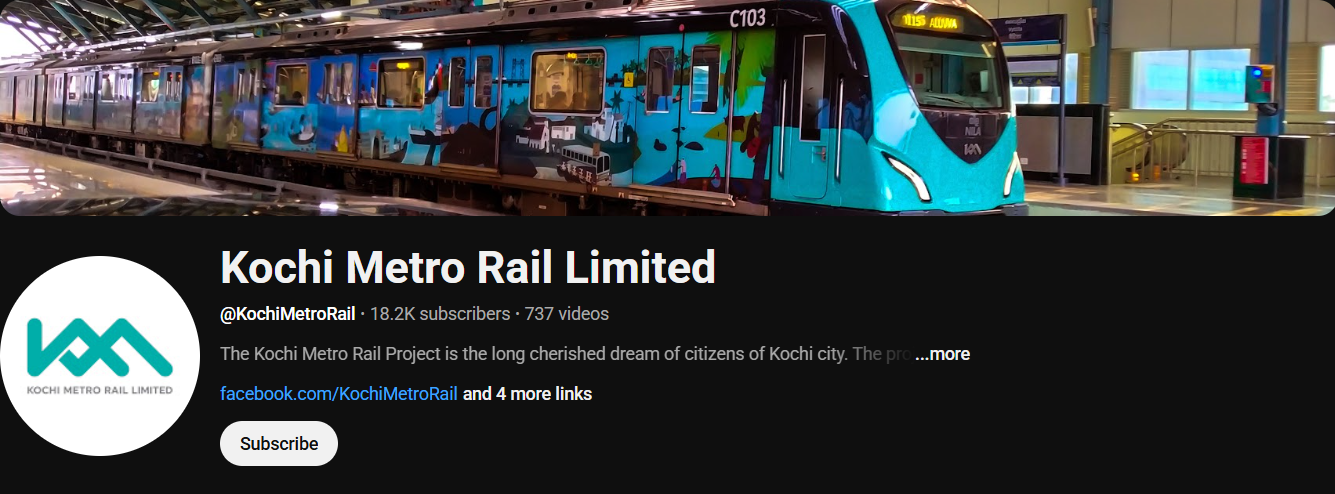 C103
ALUVA
NILA
Kochi Metro Rail Limited
KOCHI METRO RAIL LIMITED
@KochiMetroRail · 18.2K subscribers · 737 videos
The Kochi Metro Rail Project is the long cherished dream of citizens of Kochi city. The pro ...more
facebook.com/KochiMetroRail and 4 more links
Subscribe